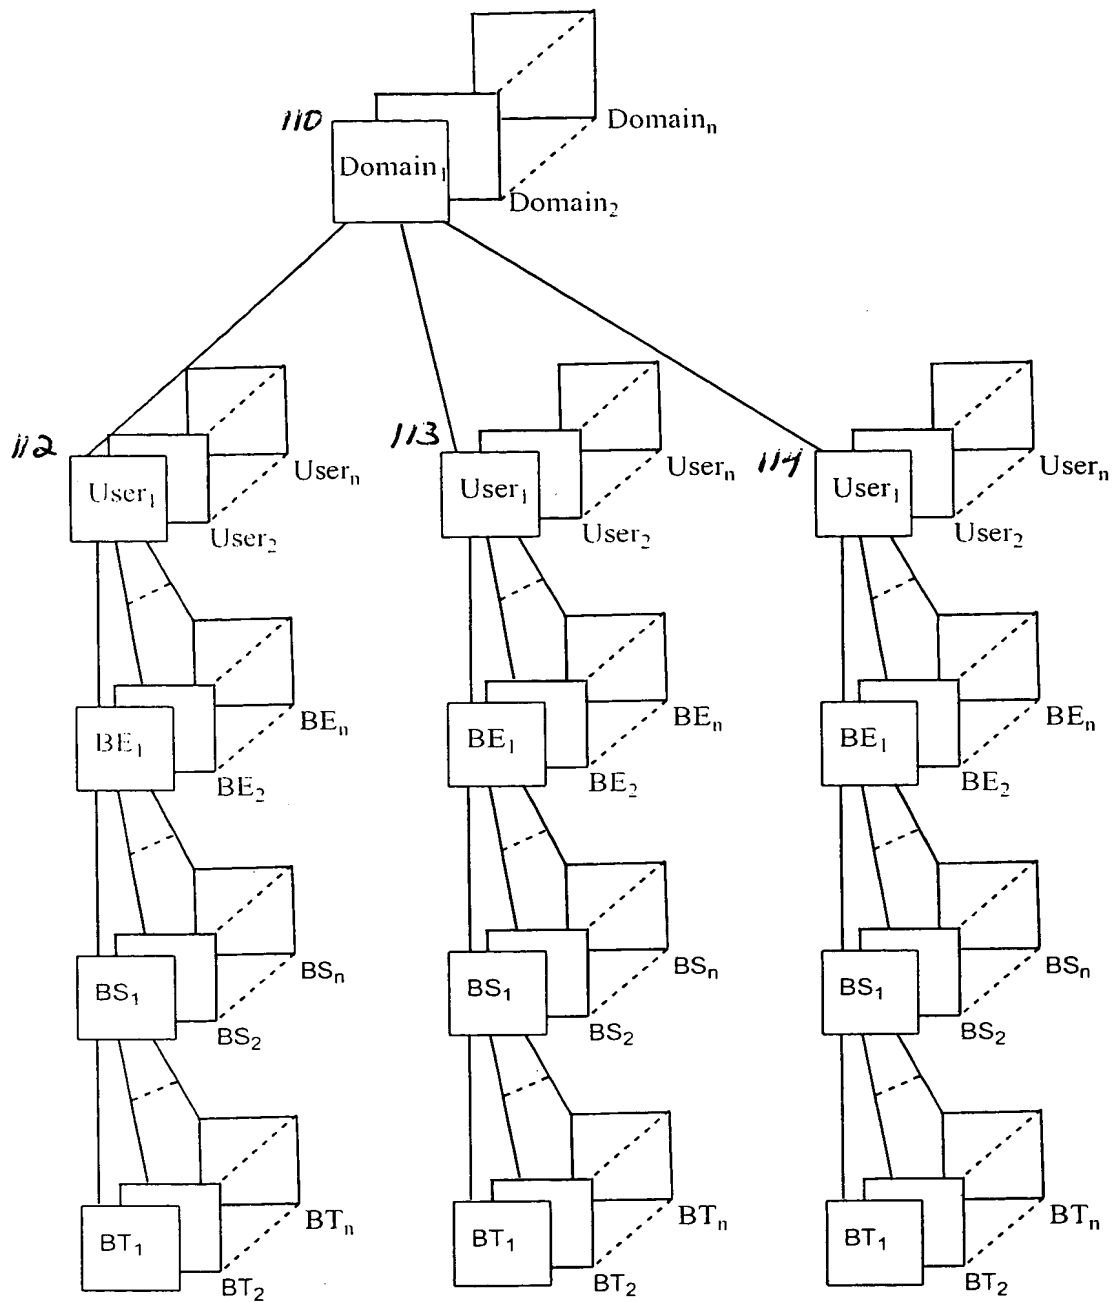 110
Domain₁
Domain₂
Domainₙ
112
User₁
User₂
Userₙ
113
User₁
User₂
Userₙ
114
User₁
User₂
Userₙ
BE₁
BE₂
BEₙ
BE₁
BE₂
BEₙ
BE₁
BE₂
BEₙ
BS₁
BS₂
BSₙ
BS₁
BS₂
BSₙ
BS₁
BS₂
BSₙ
BT₁
BT₂
BTₙ
BT₁
BT₂
BTₙ
BT₁
BT₂
BTₙ